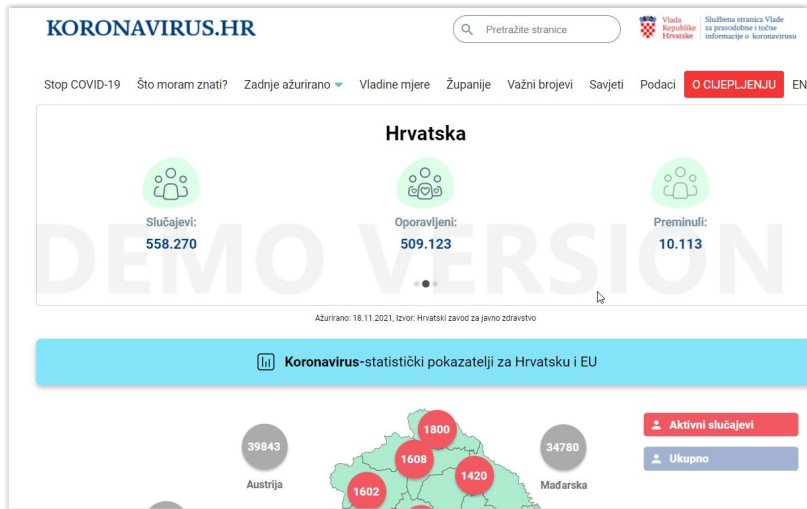 KORONAVIRUS.HR
Pretražite stranice
Vlada
Republike
Hrvatske
Službena stranica Vlade
za pravodobne i točne
informacije o koronavirusu
Stop COVID-19 Što moram znati? Zadnje ažurirano Vladine mjere Županije Važni brojevi Savjeti Podaci O CIJEPLJENJU EN
Hrvatska
Slučajevi: Oporavljeni: Preminuli:
558.270 509.123 10.113
DEMO VERSION
Ažurirano: 18.11.2021, Izvor: Hrvatski zavod za javno zdravstvo
Koronavirus-statistički pokazatelji za Hrvatsku i EU
1800
Aktivni slučajevi
39843
34780
1608
Ukupno
1420
Austrija
Mađarska
1602